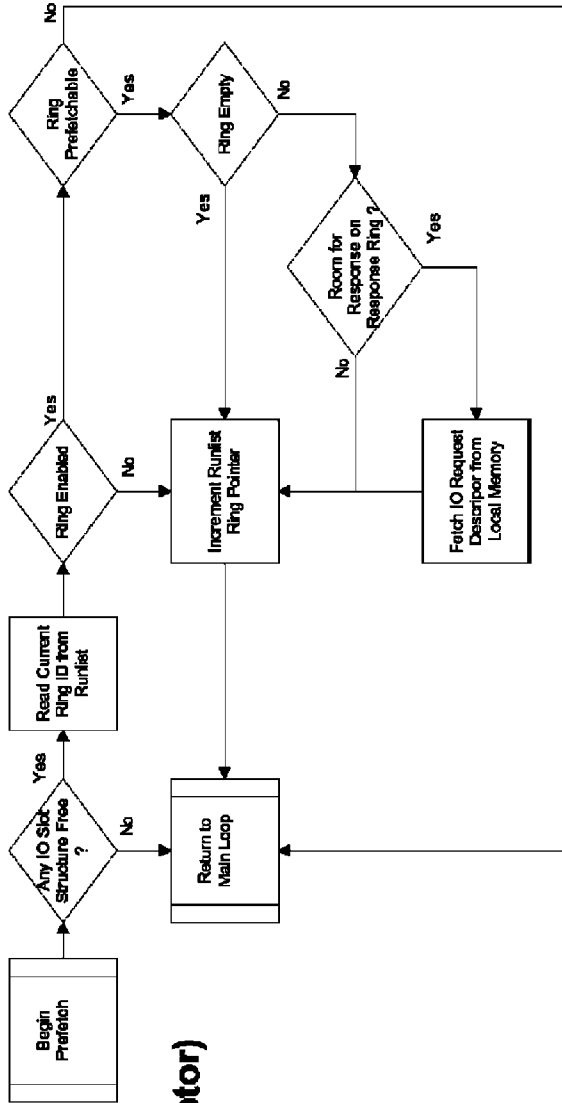 Begin
Prefetch
Any IO Slot
Structure Free
?
Yes
No
Read Current
Ring ID from
Runlist
Ring Enabled
Yes
No
Ring
Prefetchable
No
Yes
Return to
Main Loop
Increment Runlist
Ring Pointer
Yes
Ring Empty
No
Room for
Response on
Response Ring ?
No
Yes
Fetch IO Request
Descripor from
Local Memory